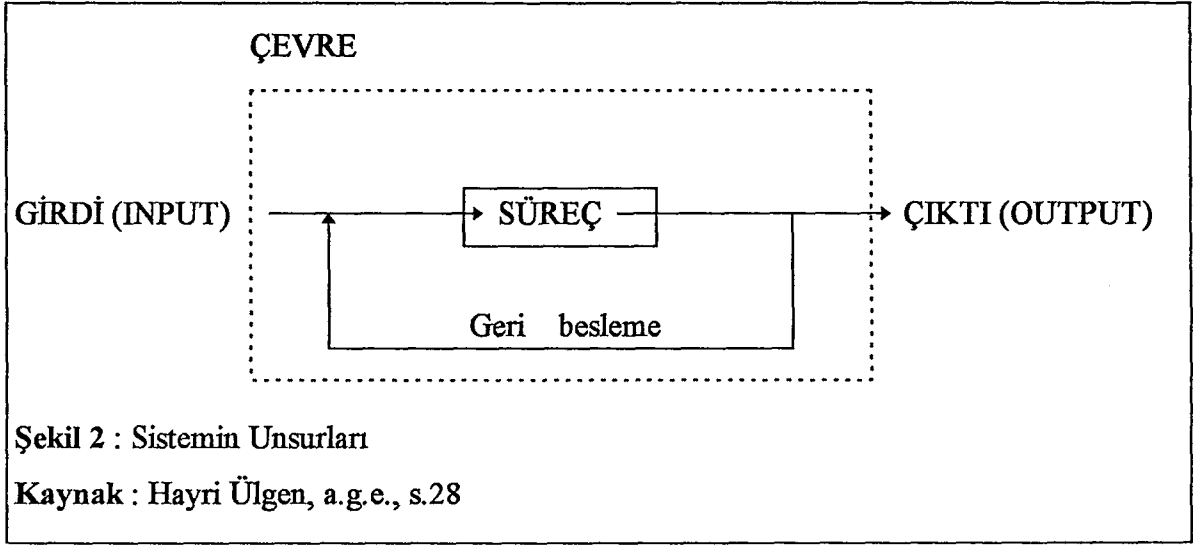 ÇEVRE
GİRDİ (INPUT) SÜREÇ ÇIKTI (OUTPUT)
Geri besleme
Şekil 2 : Sistemin Unsurları
Kaynak : Hayri Ülgen, a.g.e., s.28